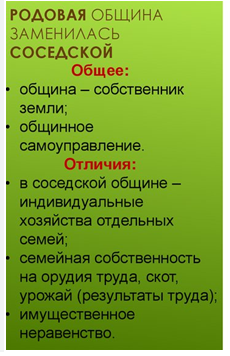 РОДОВАЯ ОБЩИНА
ЗАМЕНИЛАСЬ
СОСЕДСКОЙ
Общее:
• община – собственник
земли;
• общинное
самоуправление.
Отличия:
• в соседской общине –
индивидуальные
хозяйства отдельных
семей;
• семейная собственность
на орудия труда, скот,
урожай (результаты труда);
• имущественное
неравенство.